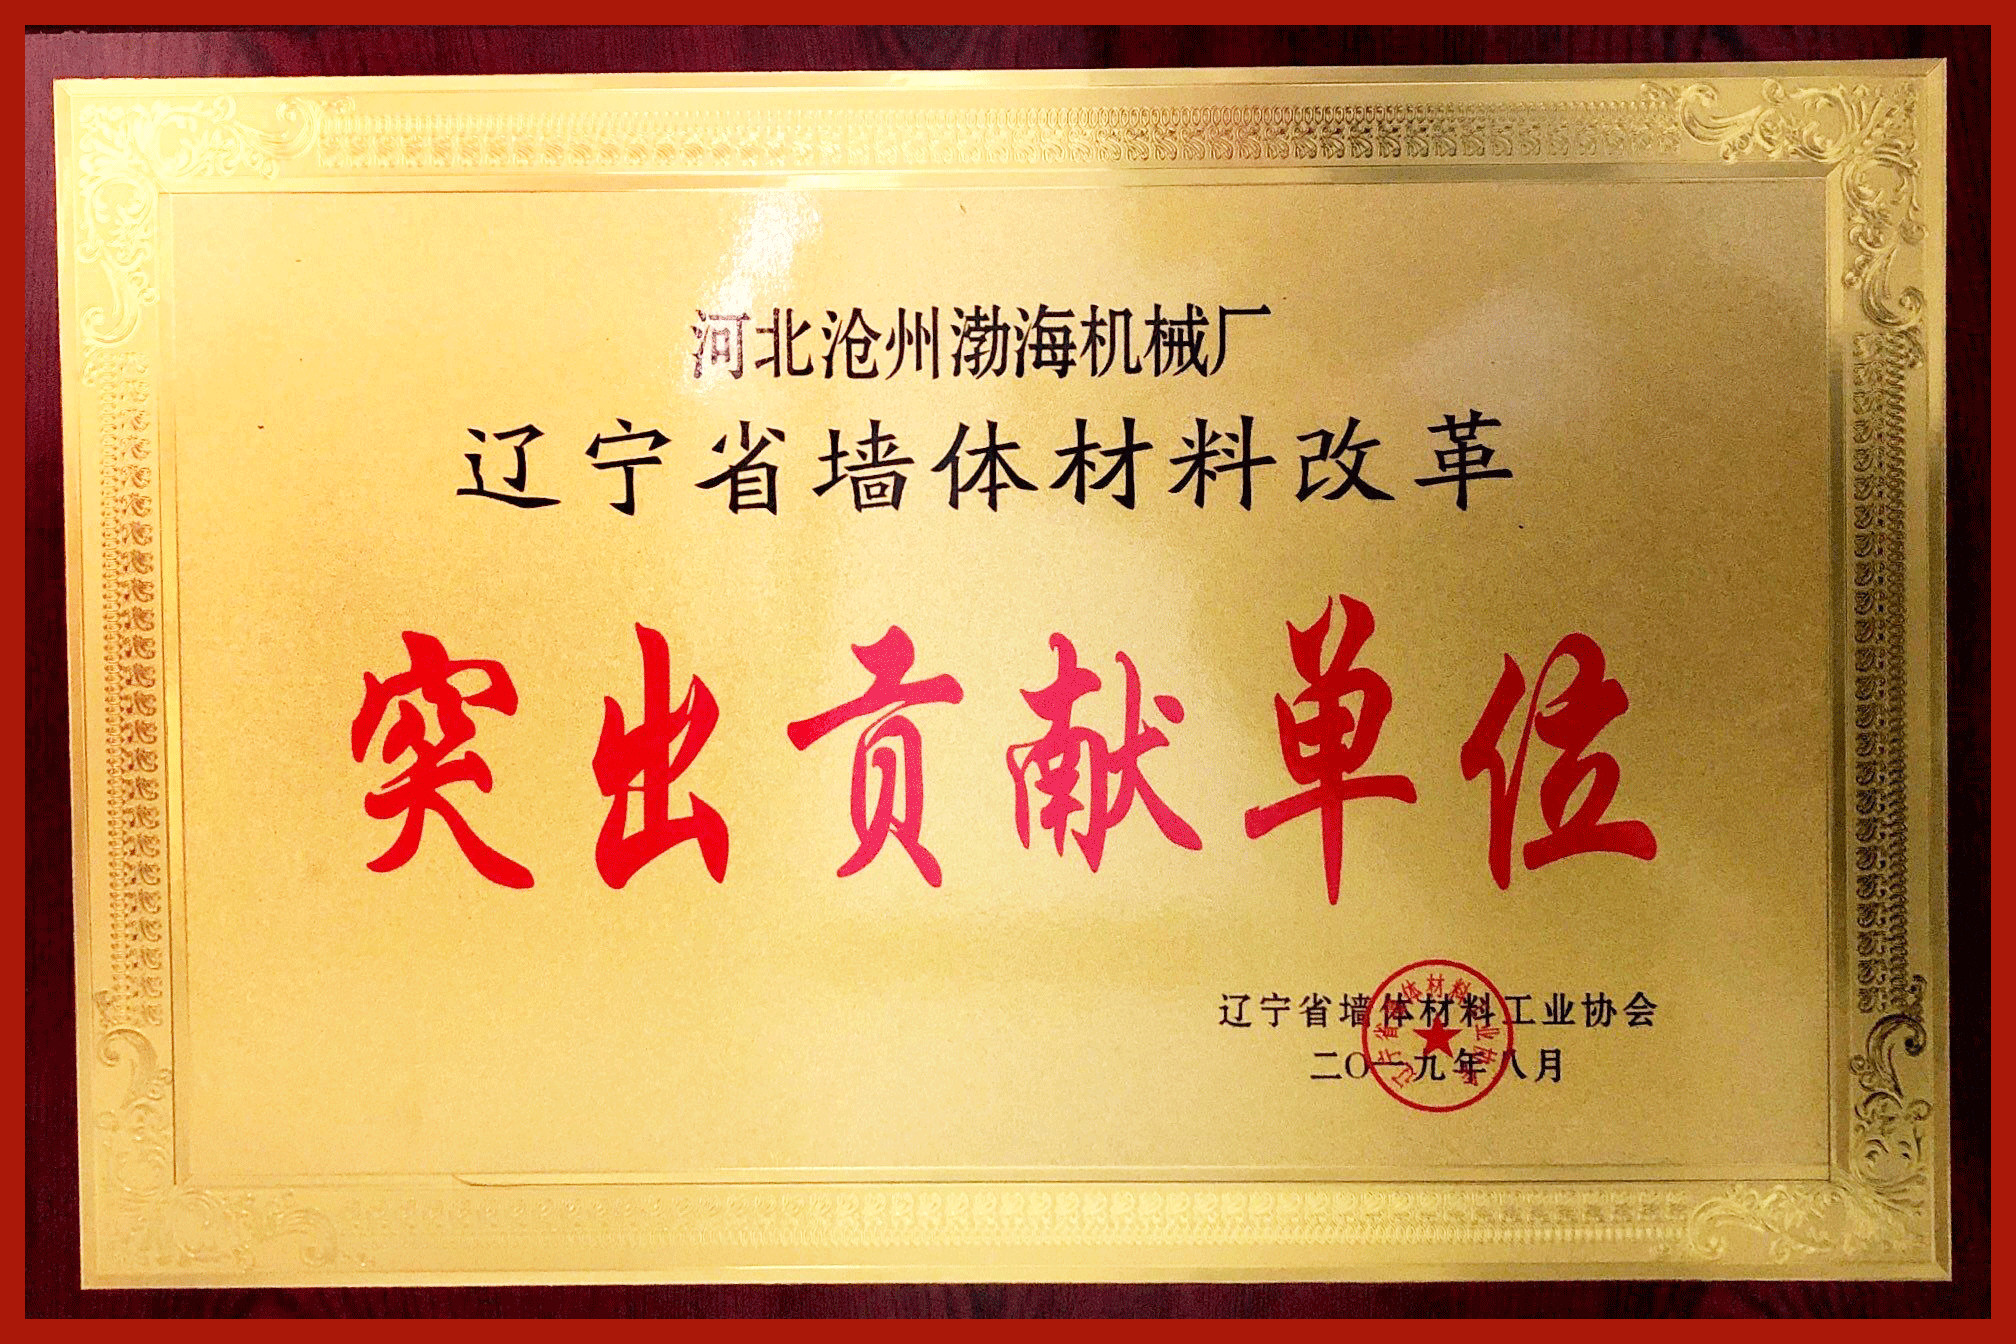 河北沧州渤海机械厂
辽宁省墙体材料改革
突出贡献单位
辽宁省墙体材料工业协会
二〇一九年八月